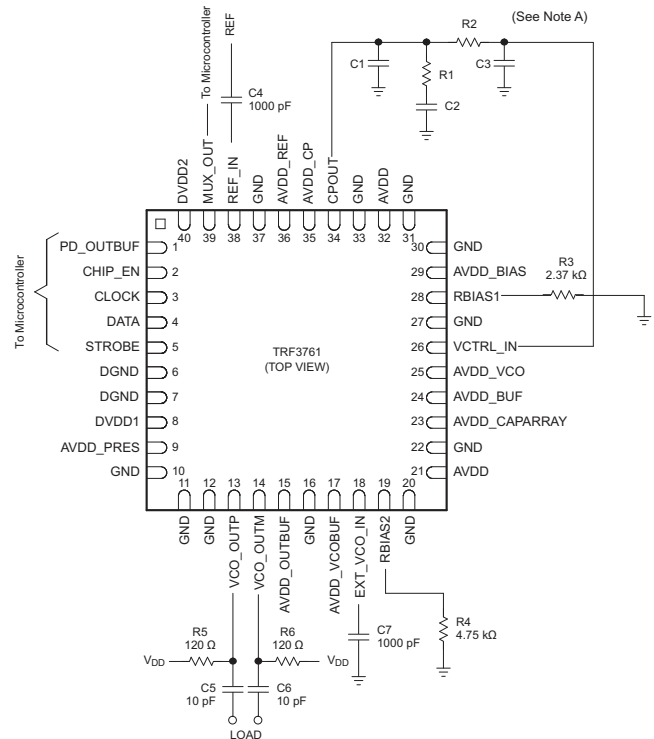 (See Note A)
REF
To Microcontroller
C4
1000 pF
C1
R1
C2
R2
C3
DVDD2
MUX_OUT
REF_IN
GND
AVDD_REF
AVDD_CP
CPOUT
GND
AVDD
GND
40 39 38 37 36 35 34 33 32 31
To Microcontroller
PD_OUTBUF 1
CHIP_EN 2
CLOCK 3
DATA 4
STROBE 5
DGND 6
DGND 7
DVDD1 8
AVDD_PRES 9
GND 10
TRF3761
(TOP VIEW)
30 GND
29 AVDD_BIAS
28 RBIAS1
27 GND
26 VCTRL_IN
25 AVDD_VCO
24 AVDD_BUF
23 AVDD_CAPARRAY
22 GND
21 AVDD
R3
2.37 kΩ
11 12 13 14 15 16 17 18 19 20
GND
GND
VCO_OUTP
VCO_OUTM
AVDD_OUTBUF
GND
AVDD_VCOBUF
EXT_VCO_IN
RBIAS2
GND
R5
120 Ω
R6
120 Ω
VDD
VDD
C5
10 pF
C6
10 pF
LOAD
C7
1000 pF
R4
4.75 kΩ